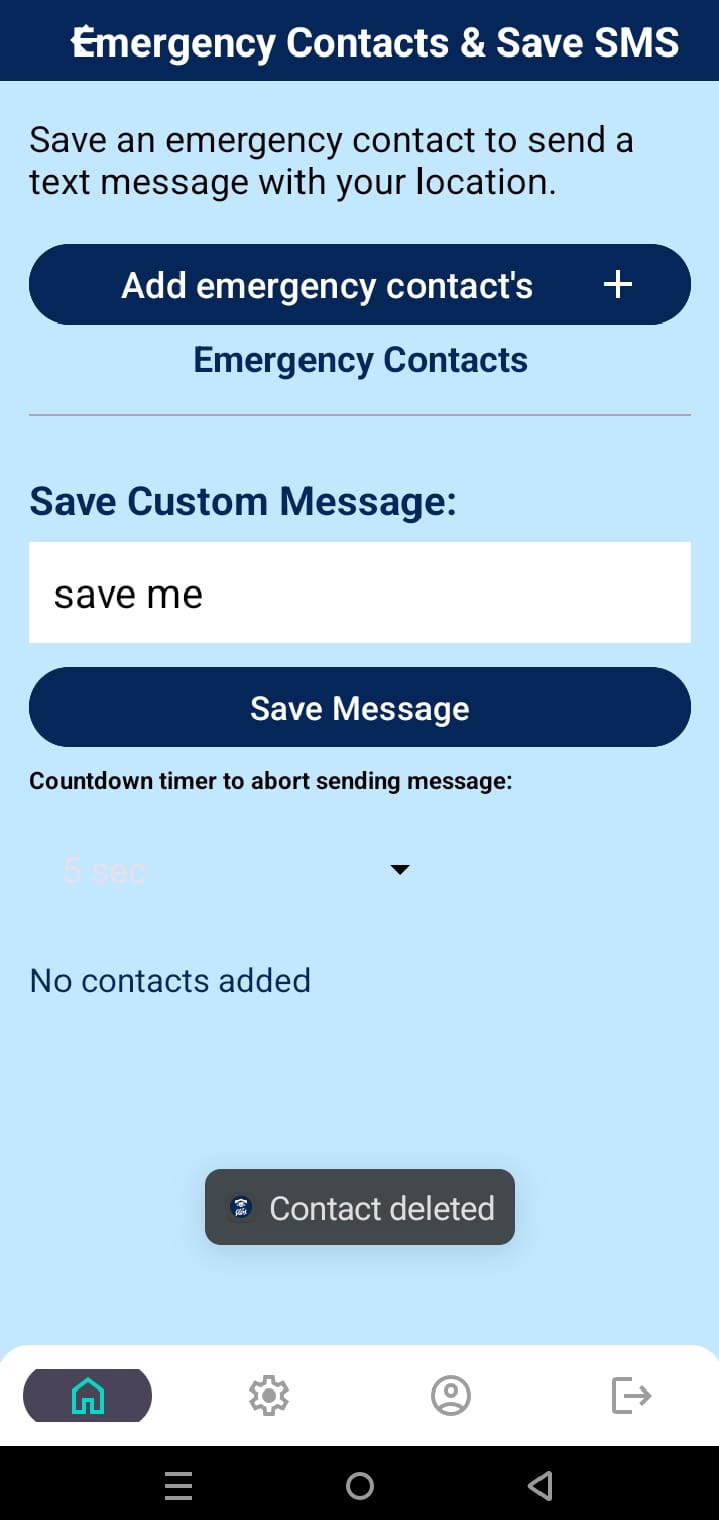 Emergency Contacts & Save SMS
Save an emergency contact to send a
text message with your location.
Add emergency contact's +
Emergency Contacts
Save Custom Message:
save me
Save Message
Countdown timer to abort sending message:
5 sec
No contacts added
Contact deleted